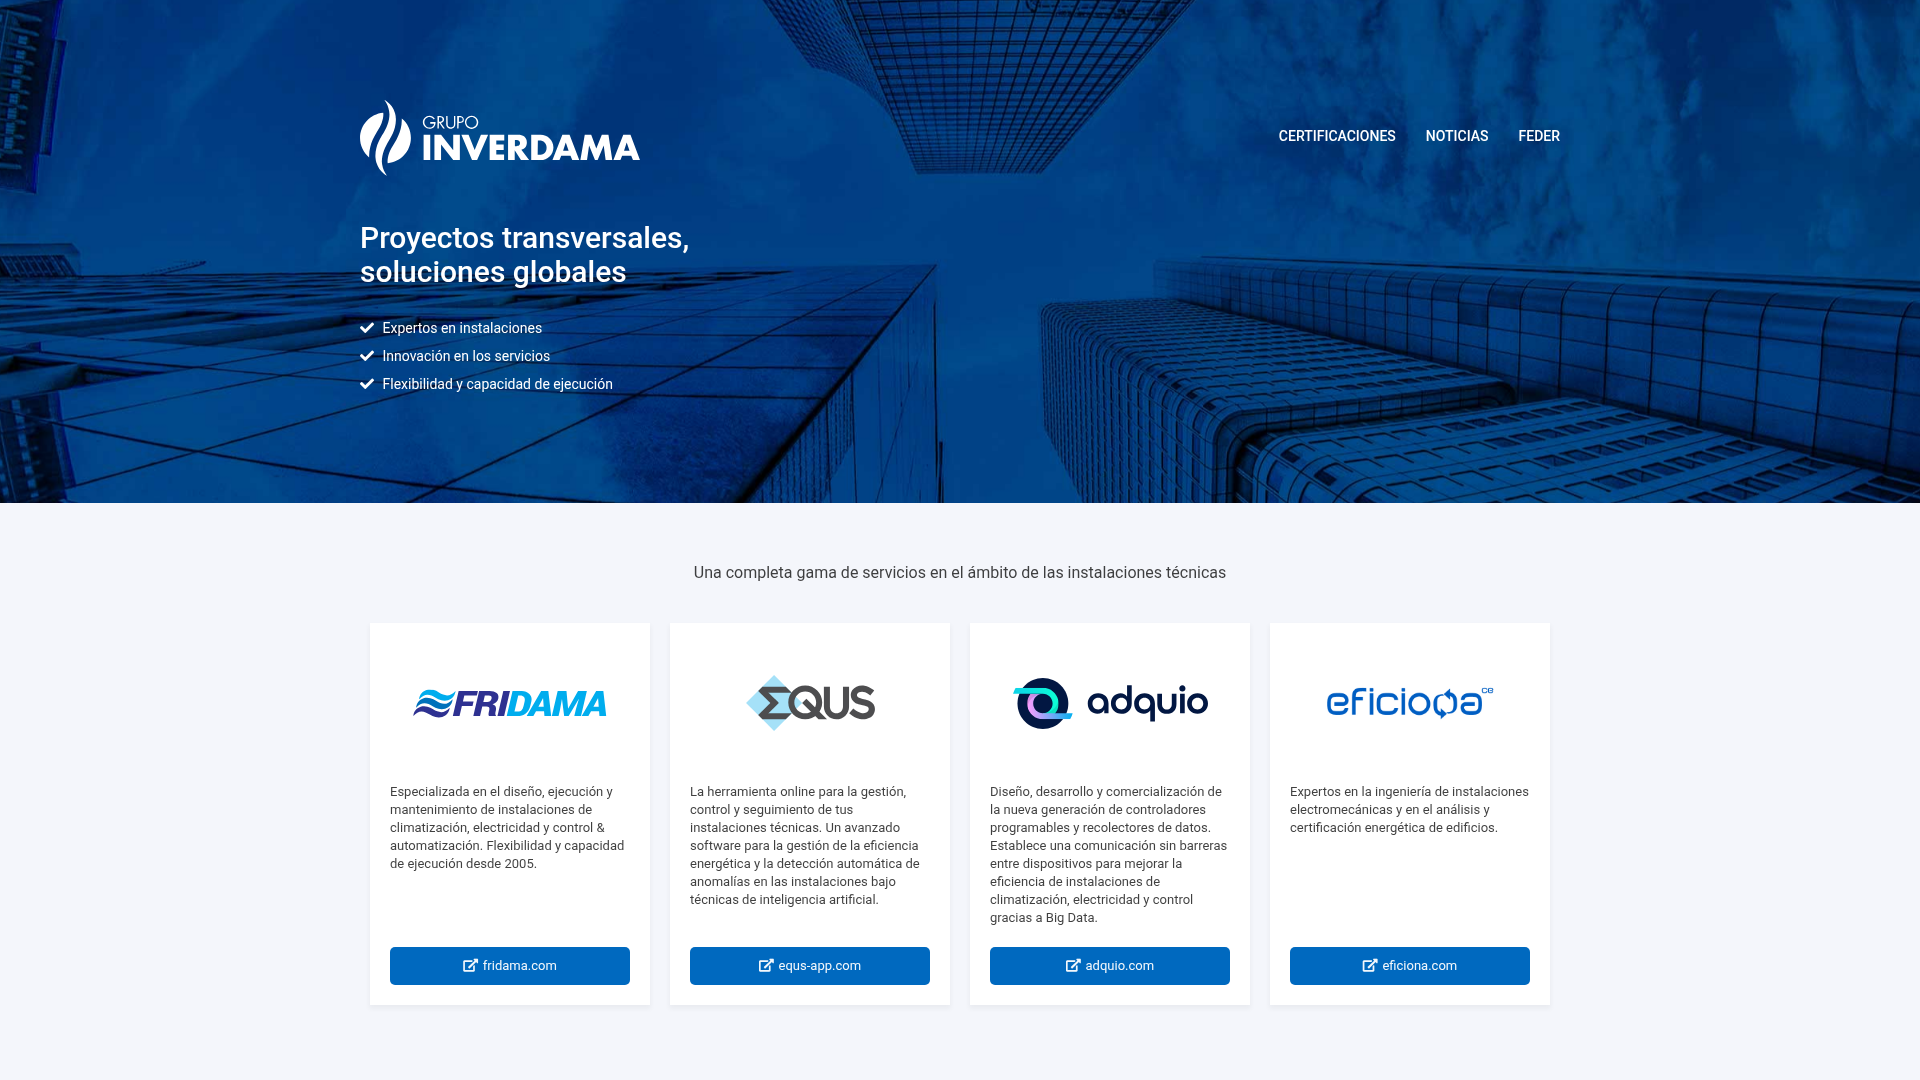 GRUPO
INVERDAMA
CERTIFICACIONES
NOTICIAS
FEDER
Proyectos transversales,
soluciones globales
Expertos en instalaciones
Innovación en los servicios
Flexibilidad y capacidad de ejecución
Una completa gama de servicios en el ámbito de las instalaciones técnicas
FRIDAMA
Especializada en el diseño, ejecución y
mantenimiento de instalaciones de
climatización, electricidad y control &
automatización. Flexibilidad y capacidad
de ejecución desde 2005.
fridama.com
EQUS
La herramienta online para la gestión,
control y seguimiento de tus
instalaciones técnicas. Un avanzado
software para la gestión de la eficiencia
energética y la detección automática de
anomalías en las instalaciones bajo
técnicas de inteligencia artificial.
equs-app.com
adquio
Diseño, desarrollo y comercialización de
la nueva generación de controladores
programables y recolectores de datos.
Establece una comunicación sin barreras
entre dispositivos para mejorar la
eficiencia de instalaciones de
climatización, electricidad y control
gracias a Big Data.
adquio.com
eficiona ce
Expertos en la ingeniería de instalaciones
electromecánicas y en el análisis y
certificación energética de edificios.
eficiona.com